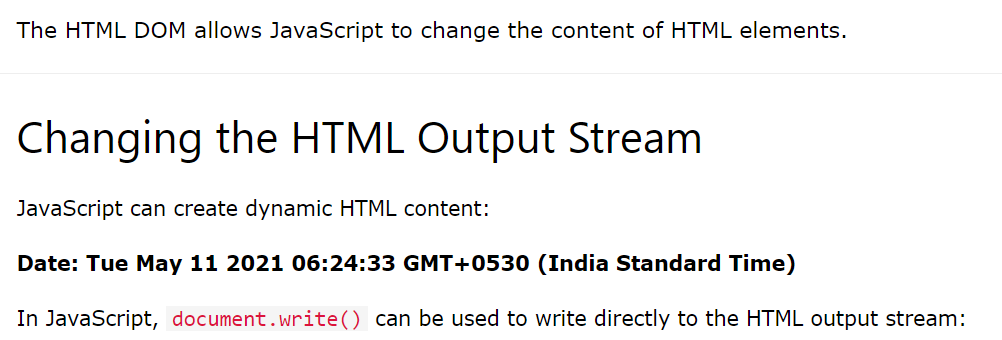 The HTML DOM allows JavaScript to change the content of HTML elements.
Changing the HTML Output Stream
JavaScript can create dynamic HTML content:
Date: Tue May 11 2021 06:24:33 GMT+0530 (India Standard Time)
In JavaScript, document.write() can be used to write directly to the HTML output stream: